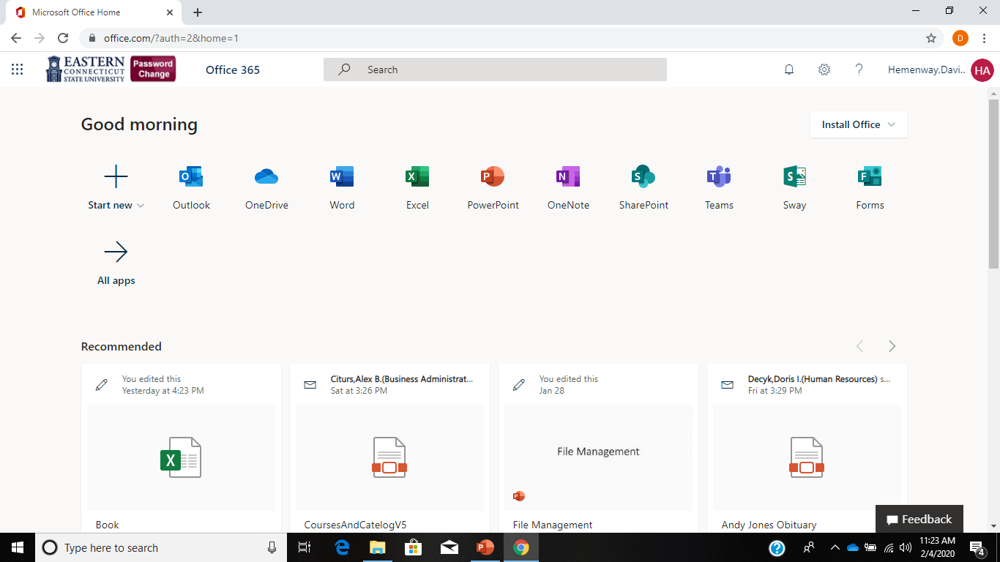 Microsoft Office Home
office.com/?auth=2&home=1
D
EASTERN
CONNECTICUT
STATE UNIVERSITY
Password
Change
Office 365
Search
Hemenway,Davi..
HA
Good morning
Install Office
Start new
Outlook
OneDrive
Word
Excel
PowerPoint
OneNote
SharePoint
Teams
Sway
Forms
All apps
Recommended
You edited this
Yesterday at 4:23 PM
Citurs,Alex B.(Business Administrat...
Sat at 3:26 PM
You edited this
Jan 28
Decyk,Doris I.(Human Resources) s...
Fri at 3:29 PM
File Management
Book
CoursesAndCatelogV5
File Management
Andy Jones Obituary
Feedback
Type here to search
11:23 AM
2/4/2020
4